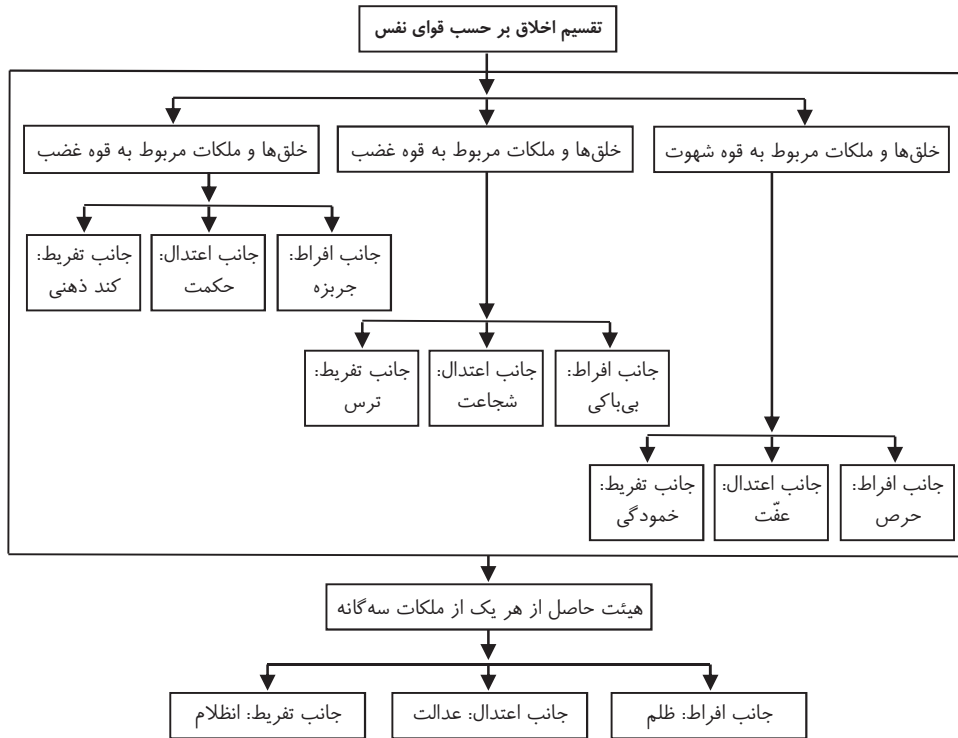 تقسیم اخلاق بر حسب قوای نفس
خلق‌ها و ملکات مربوط به قوه شهوت
خلق‌ها و ملکات مربوط به قوه غضب
خلق‌ها و ملکات مربوط به قوه غضب
جانب افراط:
جربزه
جانب اعتدال:
حکمت
جانب تفریط:
کند ذهنی
جانب افراط:
بی‌باکی
جانب اعتدال:
شجاعت
جانب تفریط:
ترس
جانب افراط:
حرص
جانب اعتدال:
عفّت
جانب تفریط:
خمودگی
هیئت حاصل از هر یک از ملکات سه‌گانه
جانب افراط: ظلم
جانب اعتدال: عدالت
جانب تفریط: انظلام